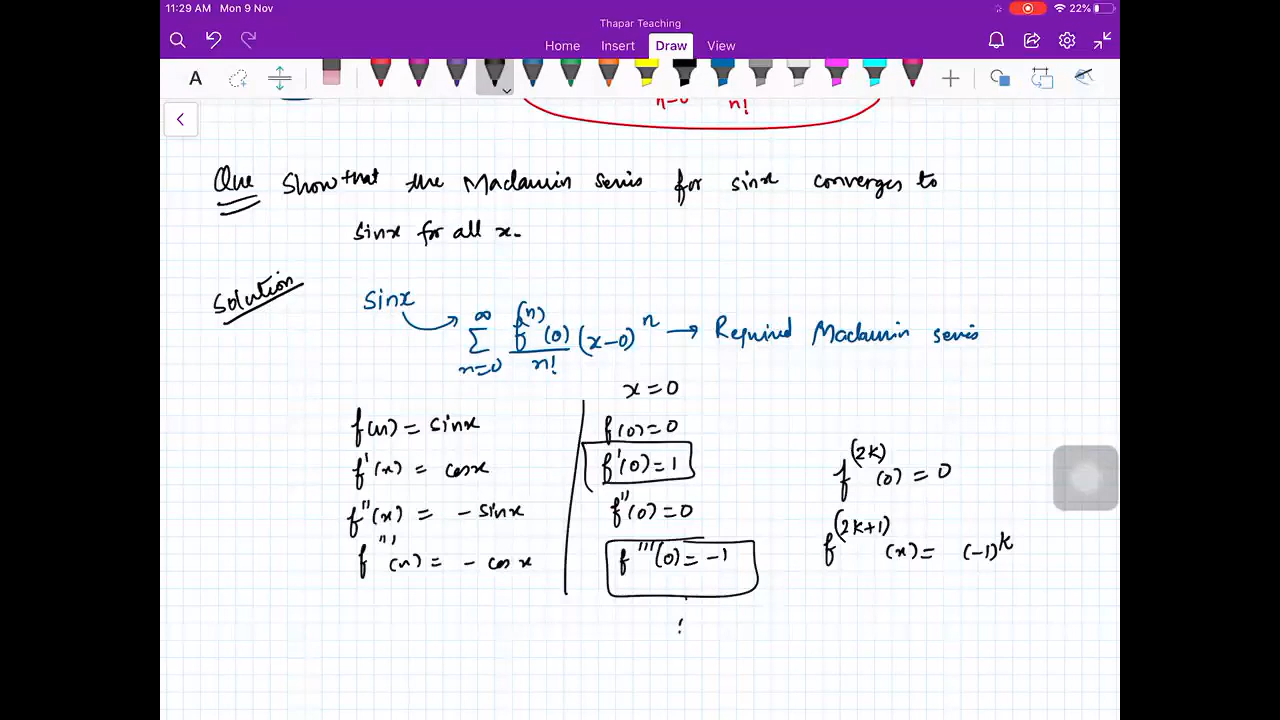 11:29 AM Mon 9 Nov
22%
Thapar Teaching
Home Insert Draw View
A
n=0 n!
Que Show that the Maclaurin series for sinx converges to
sinx for all x.
Solution
sinx
∞ f^(n)(0) (x-0)^n → Required Maclaurin series
∑
n=0 n!
x=0
f(x) = sinx
f(0)=0
f'(x) = cosx
f'(0)=1
f^(2k)(0) = 0
f''(x) = - sinx
f''(0)=0
f'''(x) = - cosx
f'''(0)= -1
f^(2k+1)(x) = (-1)^k